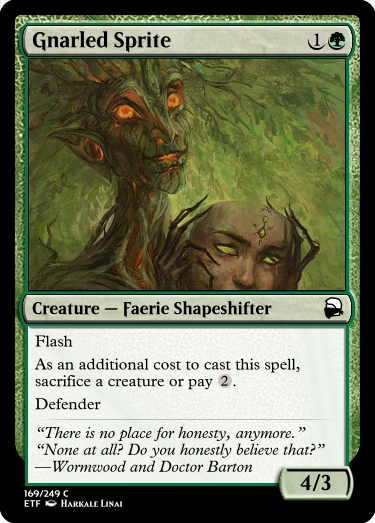 Gnarled Sprite 1
Creature — Faerie Shapeshifter
Flash
As an additional cost to cast this spell,
sacrifice a creature or pay 2.
Defender
"There is no place for honesty, anymore."
"None at all? Do you honestly believe that?"
—Wormwood and Doctor Barton
4/3
169/249 C
ETF Harkale Linai